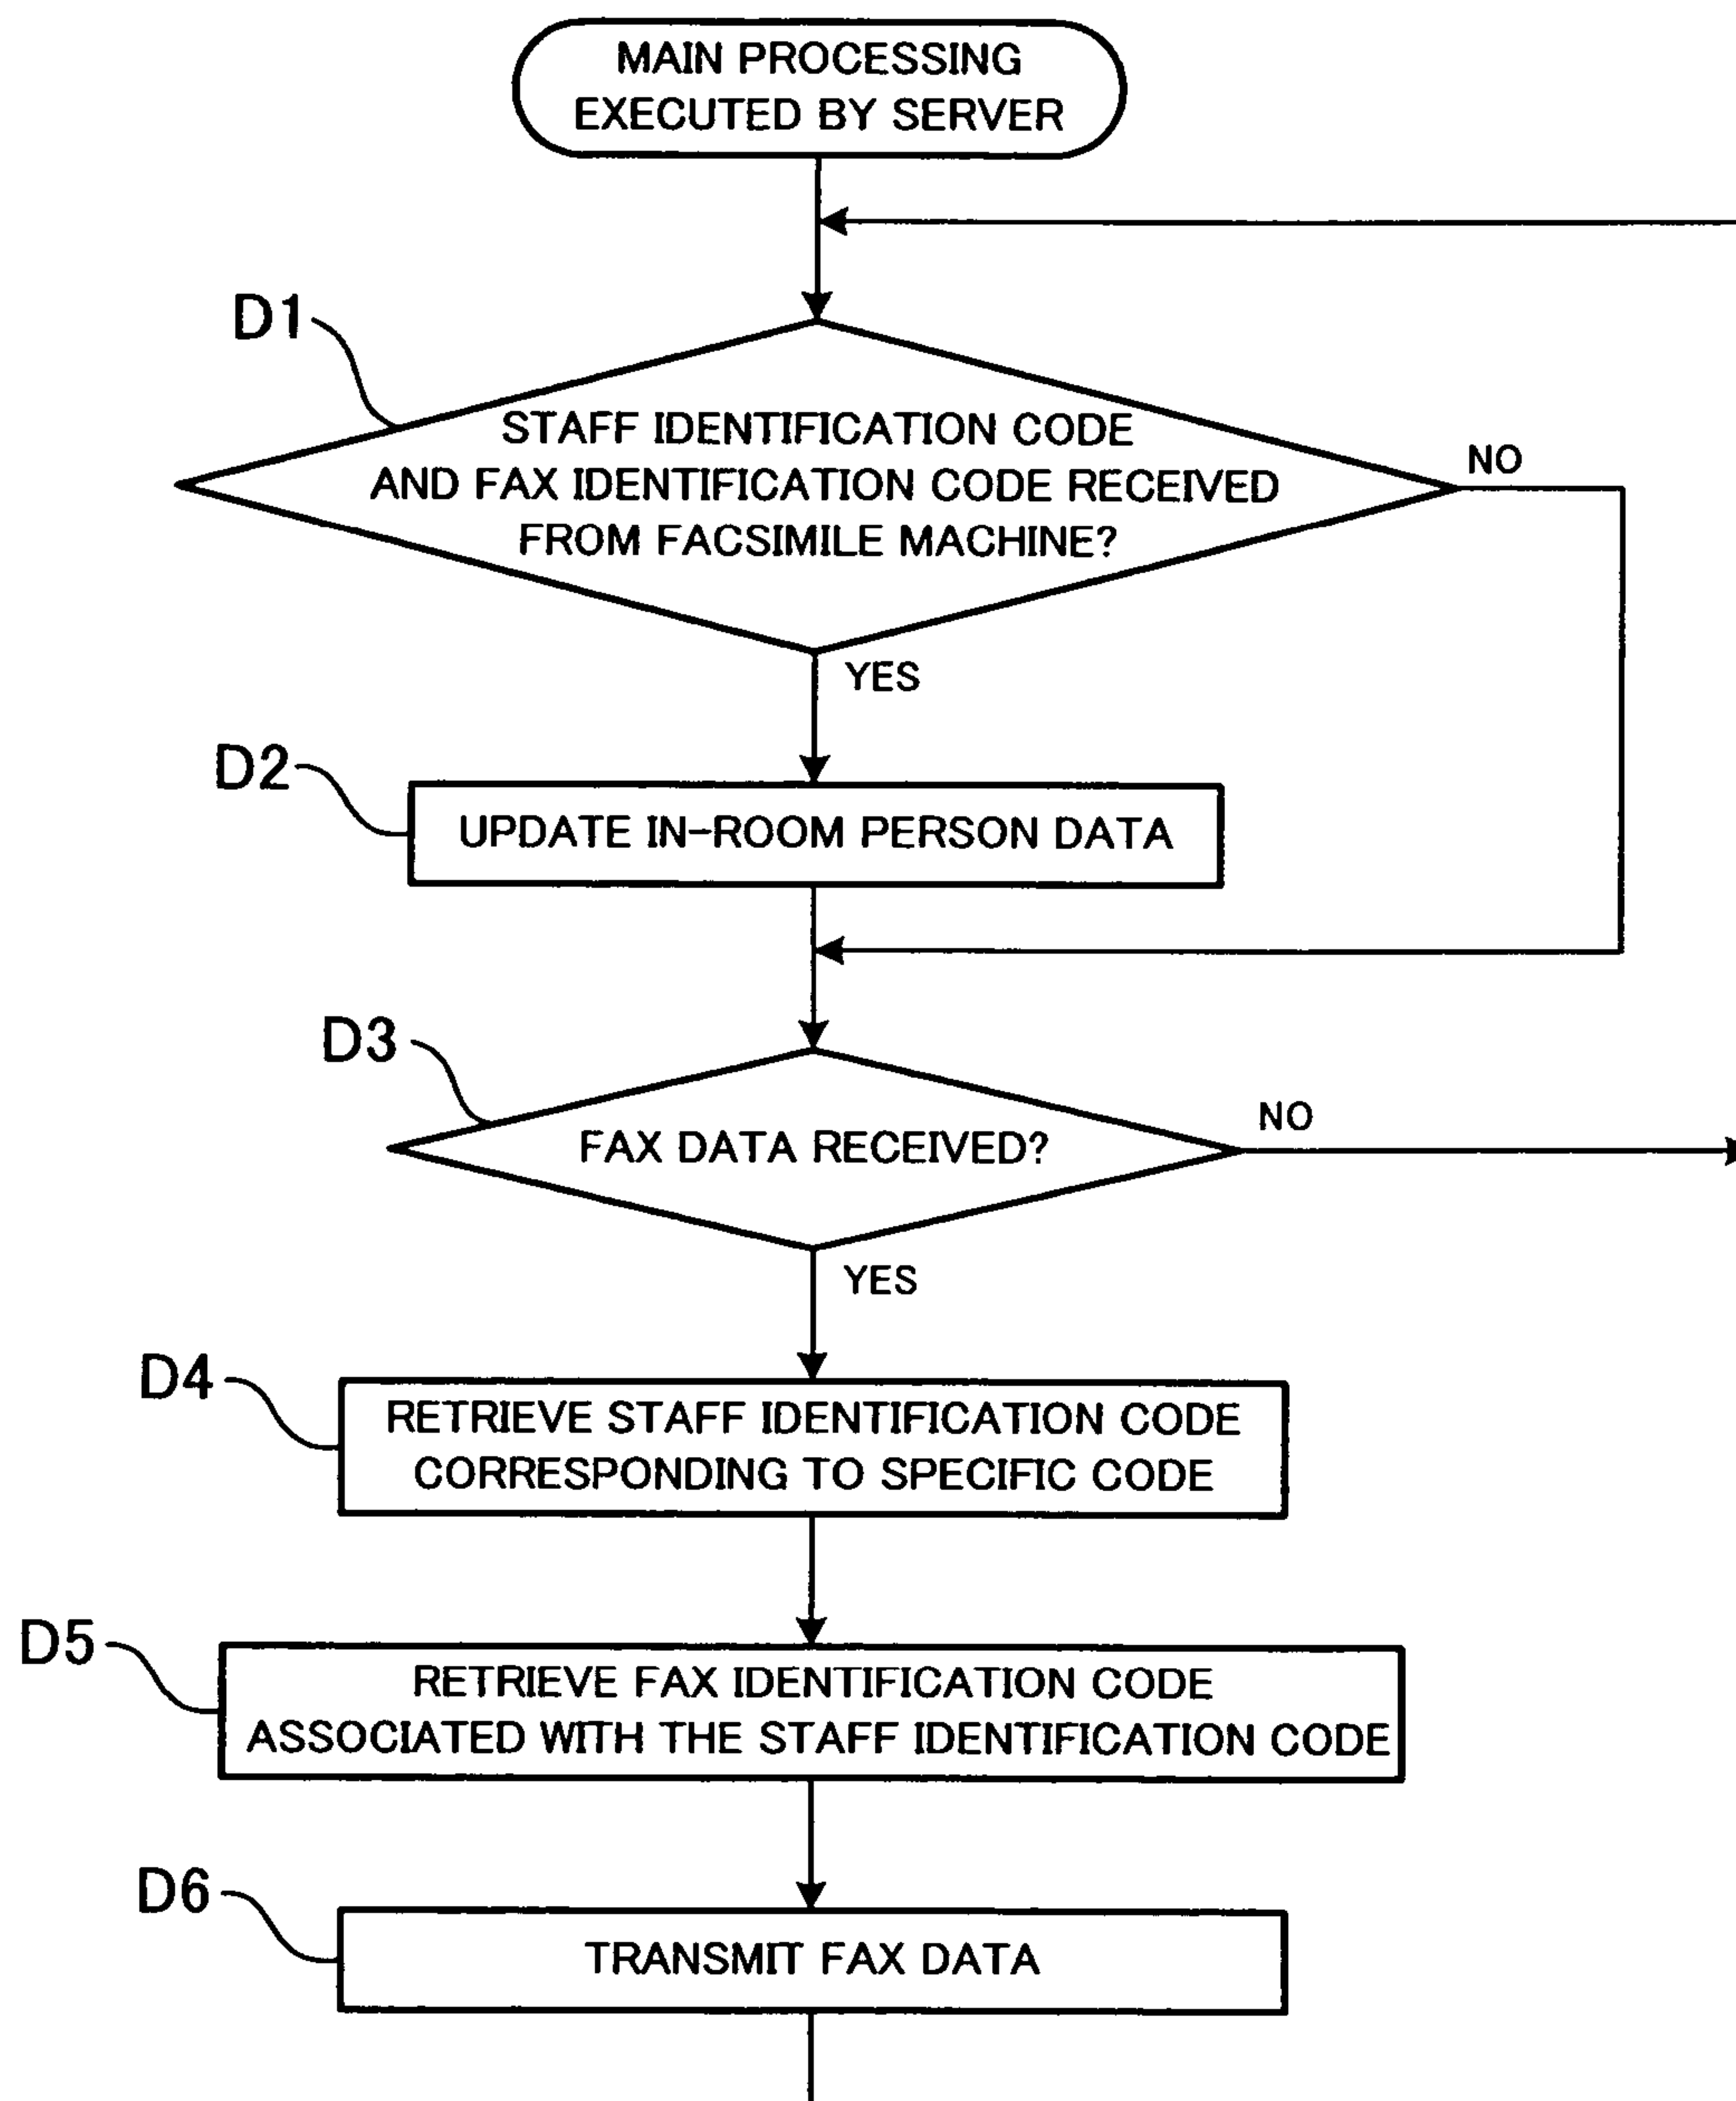 MAIN PROCESSING
EXECUTED BY SERVER
D1
STAFF IDENTIFICATION CODE
AND FAX IDENTIFICATION CODE RECEIVED
FROM FACSIMILE MACHINE?
NO
YES
D2
UPDATE IN-ROOM PERSON DATA
D3
FAX DATA RECEIVED?
NO
YES
D4
RETRIEVE STAFF IDENTIFICATION CODE
CORRESPONDING TO SPECIFIC CODE
D5
RETRIEVE FAX IDENTIFICATION CODE
ASSOCIATED WITH THE STAFF IDENTIFICATION CODE
D6
TRANSMIT FAX DATA